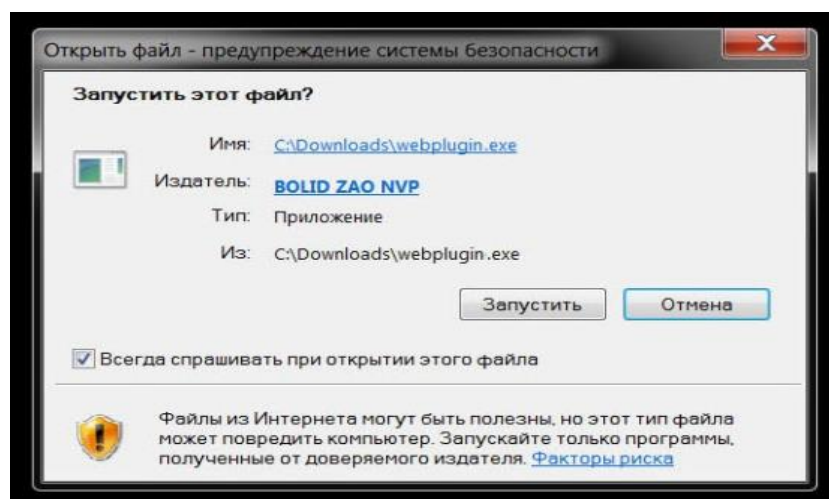 Открыть файл - предупреждение системы безопасности
Запустить этот файл?
Имя: C:\Downloads\webplugin.exe
Издатель: BOLID ZAO NVP
Тип: Приложение
Из: C:\Downloads\webplugin.exe
Запустить Отмена
Всегда спрашивать при открытии этого файла
Файлы из Интернета могут быть полезны, но этот тип файла
может повредить компьютер. Запускайте только программы,
полученные от доверяемого издателя. Факторы риска